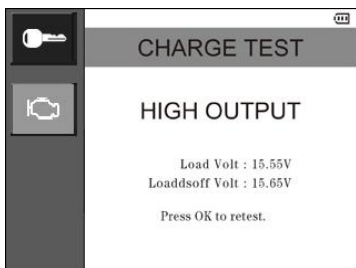 CHARGE TEST
HIGH OUTPUT
Load Volt : 15.55V
Loaddsoff Volt : 15.65V
Press OK to retest.